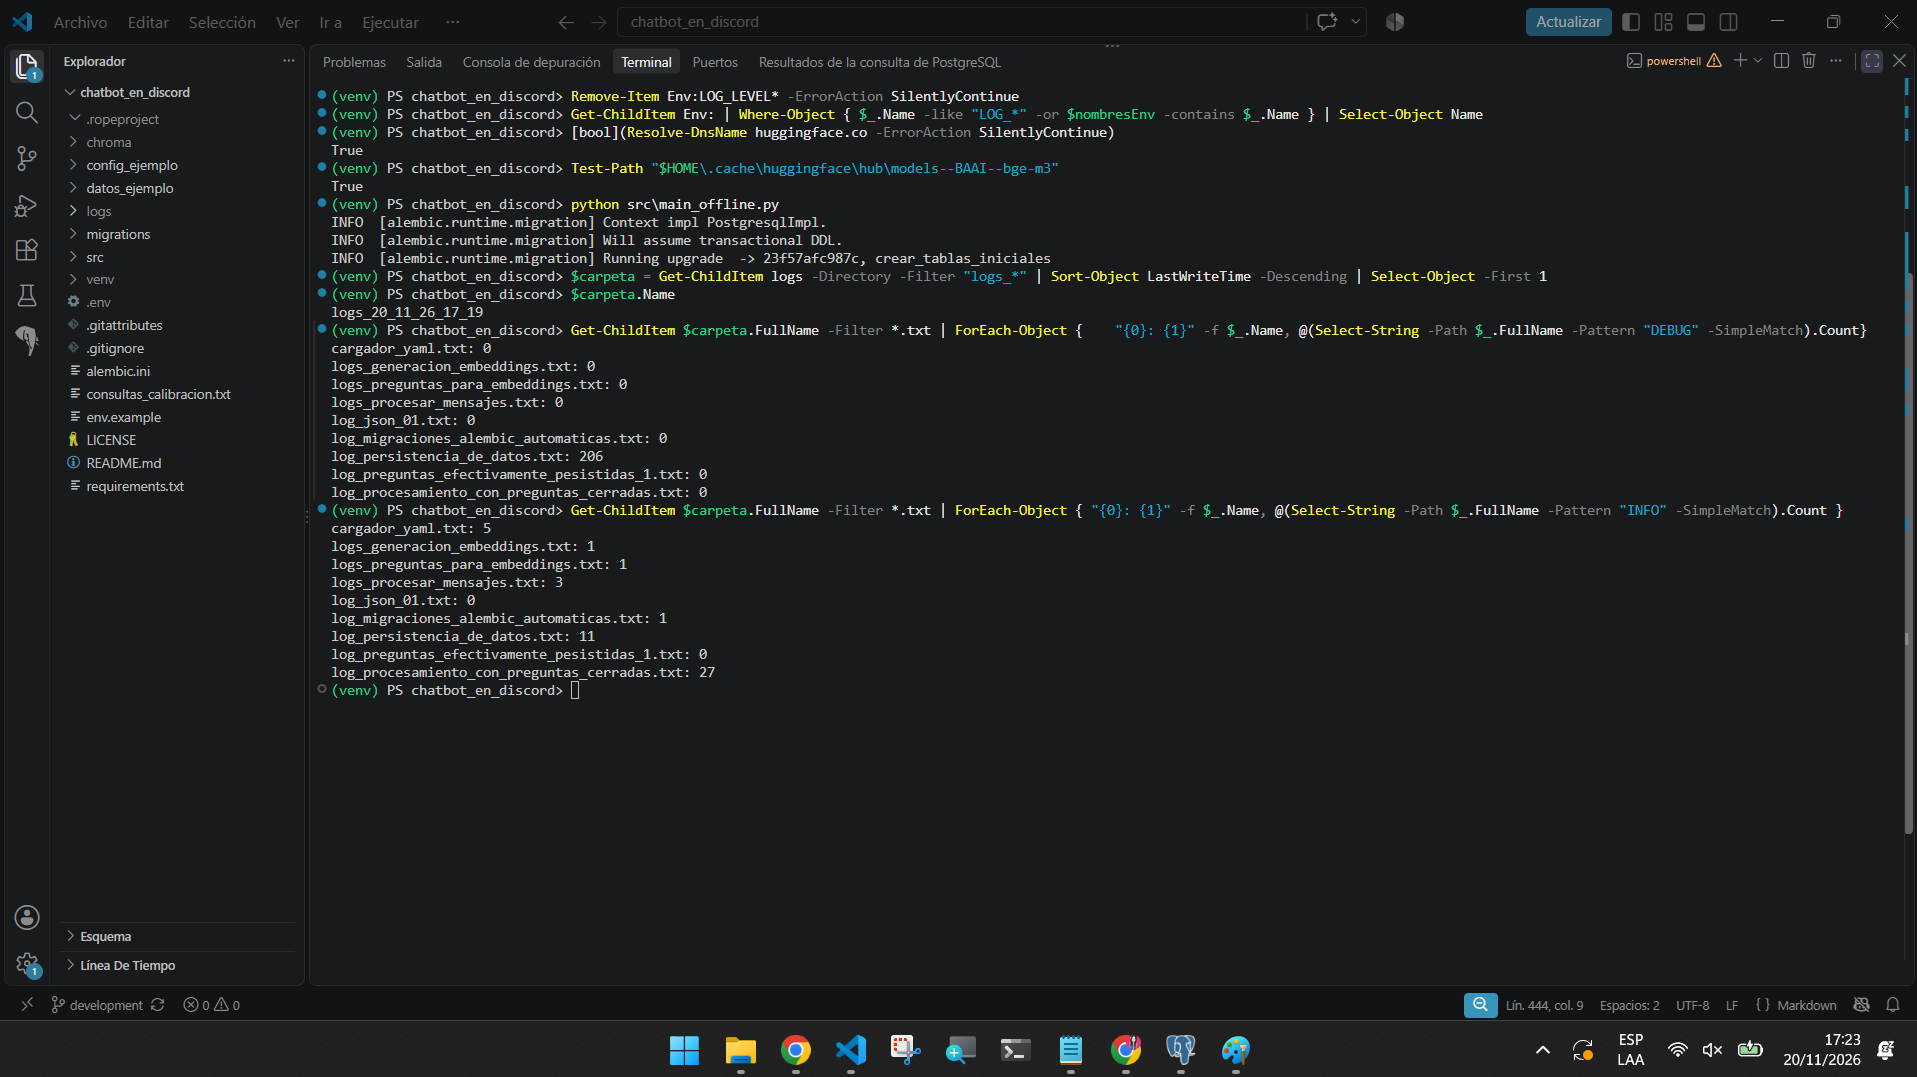 Archivo Editar Selección Ver Ir a Ejecutar ··· chatbot_en_discord Actualizar
Explorador ···
chatbot_en_discord
.ropeproject
chroma
config_ejemplo
datos_ejemplo
logs
migrations
src
venv
.env
.gitattributes
.gitignore
alembic.ini
consultas_calibracion.txt
env.example
LICENSE
README.md
requirements.txt
Esquema
Línea De Tiempo
1
1
Problemas Salida Consola de depuración Terminal Puertos Resultados de la consulta de PostgreSQL powershell
(venv) PS chatbot_en_discord> Remove-Item Env:LOG_LEVEL* -ErrorAction SilentlyContinue
(venv) PS chatbot_en_discord> Get-ChildItem Env: | Where-Object { $_.Name -like "LOG_*" -or $nombresEnv -contains $_.Name } | Select-Object Name
(venv) PS chatbot_en_discord> [bool](Resolve-DnsName huggingface.co -ErrorAction SilentlyContinue)
True
(venv) PS chatbot_en_discord> Test-Path "$HOME\.cache\huggingface\hub\models--BAAI--bge-m3"
True
(venv) PS chatbot_en_discord> python src\main_offline.py
INFO  [alembic.runtime.migration] Context impl PostgresqlImpl.
INFO  [alembic.runtime.migration] Will assume transactional DDL.
INFO  [alembic.runtime.migration] Running upgrade  -> 23f57afc987c, crear_tablas_iniciales
(venv) PS chatbot_en_discord> $carpeta = Get-ChildItem logs -Directory -Filter "logs_*" | Sort-Object LastWriteTime -Descending | Select-Object -First 1
(venv) PS chatbot_en_discord> $carpeta.Name
logs_20_11_26_17_19
(venv) PS chatbot_en_discord> Get-ChildItem $carpeta.FullName -Filter *.txt | ForEach-Object {    "{0}: {1}" -f $_.Name, @(Select-String -Path $_.FullName -Pattern "DEBUG" -SimpleMatch).Count}
cargador_yaml.txt: 0
logs_generacion_embeddings.txt: 0
logs_preguntas_para_embeddings.txt: 0
logs_procesar_mensajes.txt: 0
log_json_01.txt: 0
log_migraciones_alembic_automaticas.txt: 0
log_persistencia_de_datos.txt: 206
log_preguntas_efectivamente_pesistidas_1.txt: 0
log_procesamiento_con_preguntas_cerradas.txt: 0
(venv) PS chatbot_en_discord> Get-ChildItem $carpeta.FullName -Filter *.txt | ForEach-Object { "{0}: {1}" -f $_.Name, @(Select-String -Path $_.FullName -Pattern "INFO" -SimpleMatch).Count }
cargador_yaml.txt: 5
logs_generacion_embeddings.txt: 1
logs_preguntas_para_embeddings.txt: 1
logs_procesar_mensajes.txt: 3
log_json_01.txt: 0
log_migraciones_alembic_automaticas.txt: 1
log_persistencia_de_datos.txt: 11
log_preguntas_efectivamente_pesistidas_1.txt: 0
log_procesamiento_con_preguntas_cerradas.txt: 27
(venv) PS chatbot_en_discord>
development 0 0 Lín. 444, col. 9 Espacios: 2 UTF-8 LF { } Markdown
ESP 17:23
LAA 20/11/2026